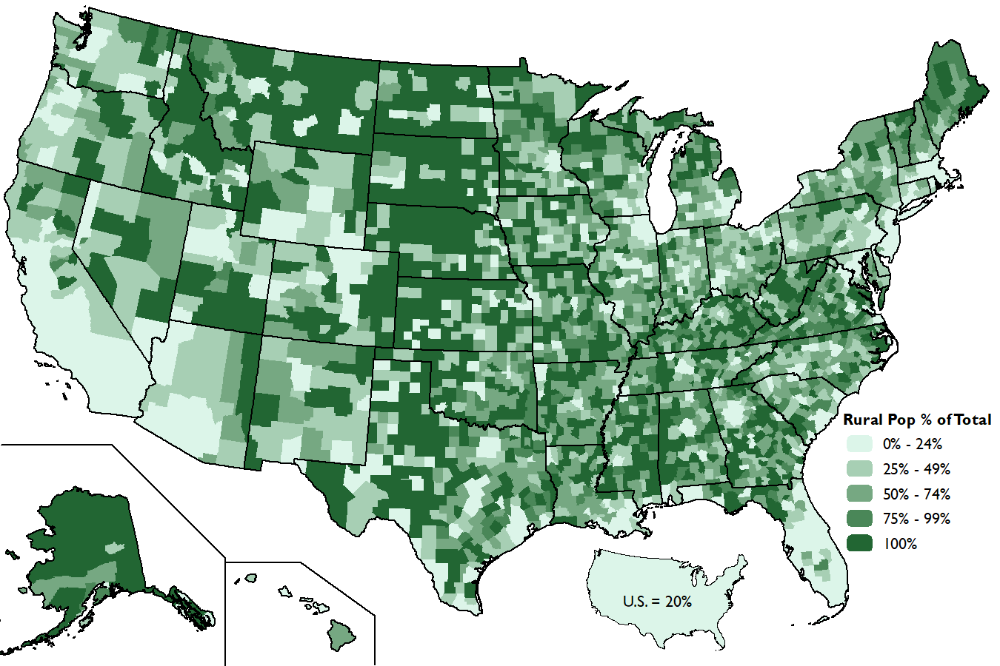 Rural Pop % of Total
0% - 24%
25% - 49%
50% - 74%
75% - 99%
100%
U.S. = 20%